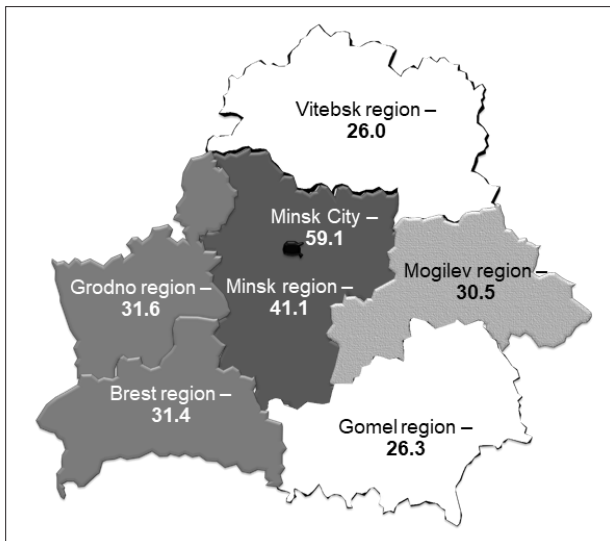 Vitebsk region –
26.0
Minsk City –
59.1
Mogilev region –
30.5
Grodno region –
31.6
Minsk region –
41.1
Brest region –
31.4
Gomel region –
26.3